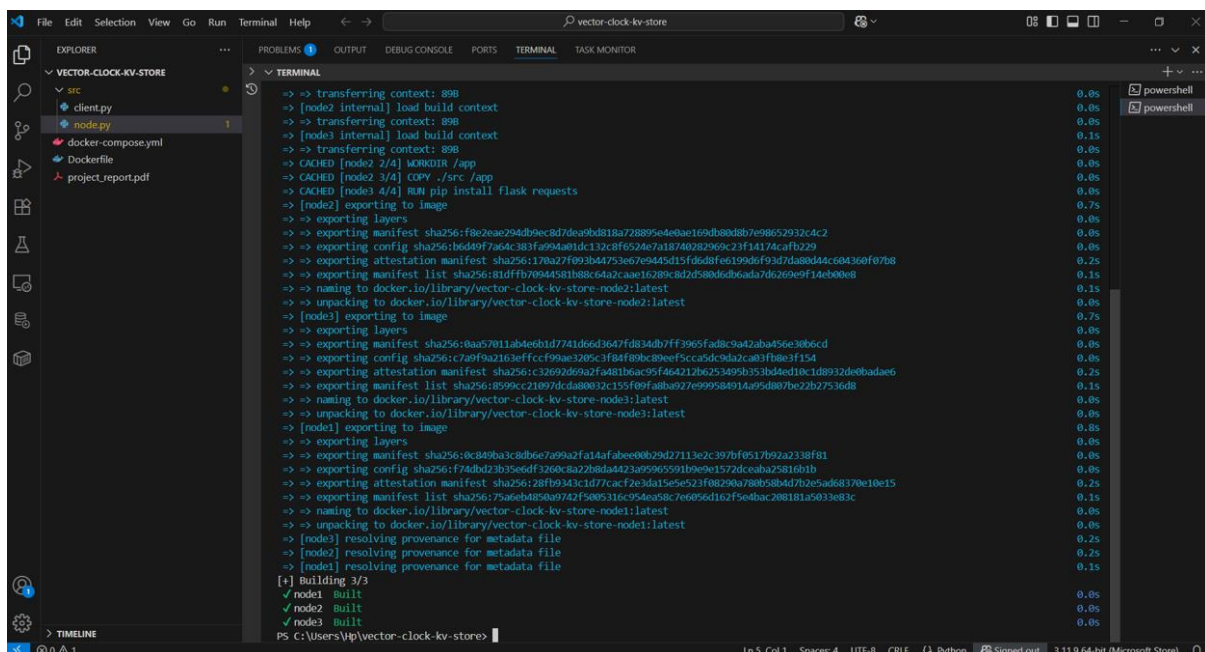 File Edit Selection View Go Run Terminal Help
vector-clock-kv-store
EXPLORER
VECTOR-CLOCK-KV-STORE
src
client.py
node.py 1
docker-compose.yml
Dockerfile
project_report.pdf
TIMELINE
PROBLEMS 1 OUTPUT DEBUG CONSOLE PORTS TERMINAL TASK MONITOR
TERMINAL
powershell
powershell
=> => transferring context: 89B 0.0s
=> [node2 internal] load build context 0.0s
=> => transferring context: 89B 0.0s
=> [node3 internal] load build context 0.1s
=> => transferring context: 89B 0.0s
=> CACHED [node2 2/4] WORKDIR /app 0.0s
=> CACHED [node2 3/4] COPY ./src /app 0.0s
=> CACHED [node3 4/4] RUN pip install flask requests 0.0s
=> [node2] exporting to image 0.7s
=> => exporting layers 0.0s
=> => exporting manifest sha256:f8e2eae294db9ec8d7dea9bd818a728895e4e0ae169db80d8b7e98652932c4c2 0.0s
=> => exporting config sha256:b6d49f7a64c383fa994a01dc132c8f6524e7a18740282969c23f14174cafb229 0.0s
=> => exporting attestation manifest sha256:170a27f093b44753e67e9445d15fd6d8fe6199d6f93d7da80d44c604360f07b8 0.2s
=> => exporting manifest list sha256:81dffb70944581b88c64a2caae16289c8d2d580d6db6ada7d6269e9f14eb00e8 0.1s
=> => naming to docker.io/library/vector-clock-kv-store-node2:latest 0.1s
=> => unpacking to docker.io/library/vector-clock-kv-store-node2:latest 0.0s
=> [node3] exporting to image 0.7s
=> => exporting layers 0.0s
=> => exporting manifest sha256:0aa57011ab4e6b1d7741d66d3647fd834db7ff3965fad8c9a42aba456e30b6cd 0.0s
=> => exporting config sha256:c7a9f9a2163effccf99ae3205c3f84f89bc89eef5cca5dc9da2ca03fb8e3f154 0.0s
=> => exporting attestation manifest sha256:c32692d69a2fa481b6ac95f464212b6253495b353bd4ed10c1d8932de0badae6 0.2s
=> => exporting manifest list sha256:8599cc21097dcda80032c155f09fa8ba927e999584914a95d807be22b27536d8 0.1s
=> => naming to docker.io/library/vector-clock-kv-store-node3:latest 0.0s
=> => unpacking to docker.io/library/vector-clock-kv-store-node3:latest 0.0s
=> [node1] exporting to image 0.8s
=> => exporting layers 0.0s
=> => exporting manifest sha256:0c849ba3c8db6e7a99a2fa14afabee00b29d27113e2c397bf0517b92a2338f81 0.0s
=> => exporting config sha256:f74dbd23b35e6df3260c8a22b8da4423a95965591b9e9e1572dceaba25816b1b 0.0s
=> => exporting attestation manifest sha256:28fb9343c1d77cacf2e3da15e5e523f08290a780b58b4d7b2e5ad68370e10e15 0.2s
=> => exporting manifest list sha256:75a6eb4850a9742f5005316c954ea58c7e6056d162f5e4bac208181a5033e83c 0.1s
=> => naming to docker.io/library/vector-clock-kv-store-node1:latest 0.0s
=> => unpacking to docker.io/library/vector-clock-kv-store-node1:latest 0.0s
=> [node3] resolving provenance for metadata file 0.2s
=> [node2] resolving provenance for metadata file 0.2s
=> [node1] resolving provenance for metadata file 0.1s
[+] Building 3/3
✓ node1 Built 0.0s
✓ node2 Built 0.0s
✓ node3 Built 0.0s
PS C:\Users\Hp\vector-clock-kv-store>
0 1 Ln 5, Col 1 Spaces: 4 UTF-8 CRLF {} Python Signed out 3.11.9 64-bit (Microsoft Store)